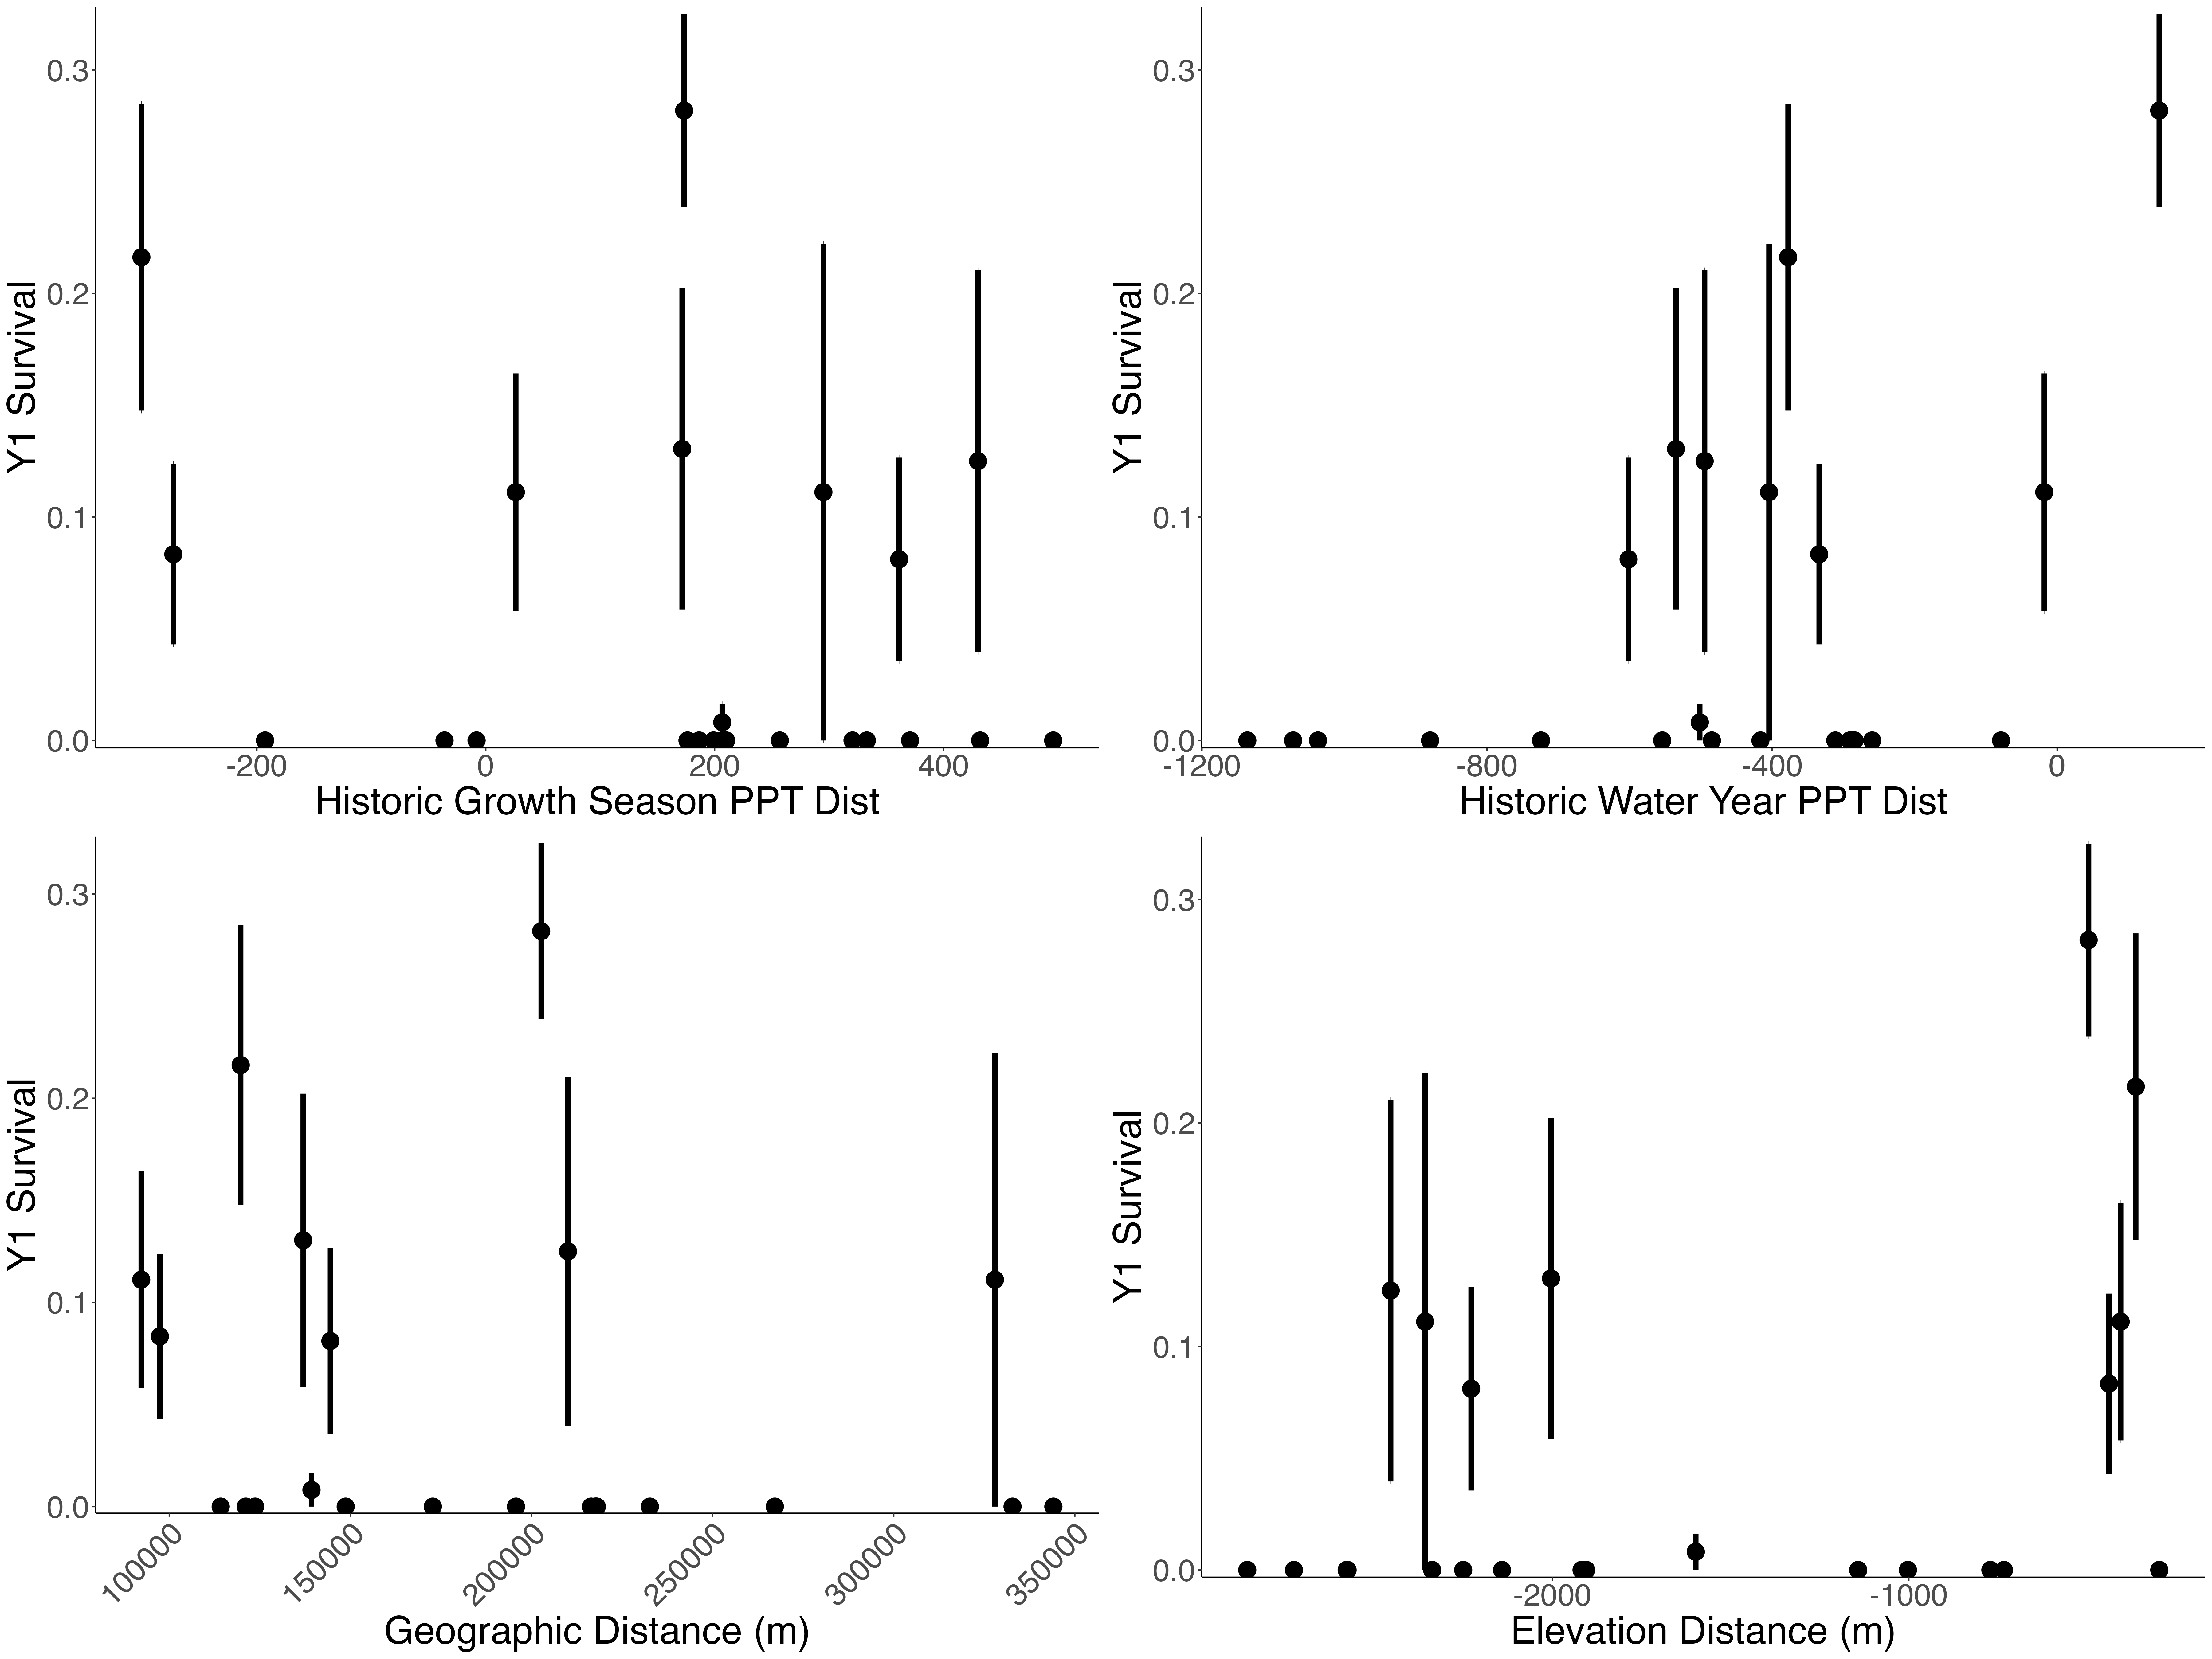 0.3
0.2
0.1
0.0
Y1 Survival
-200 0 200 400
Historic Growth Season PPT Dist
0.3
0.2
0.1
0.0
Y1 Survival
-1200 -800 -400 0
Historic Water Year PPT Dist
0.3
0.2
0.1
0.0
Y1 Survival
100000 150000 200000 250000 300000 350000
Geographic Distance (m)
0.3
0.2
0.1
0.0
Y1 Survival
-2000 -1000
Elevation Distance (m)